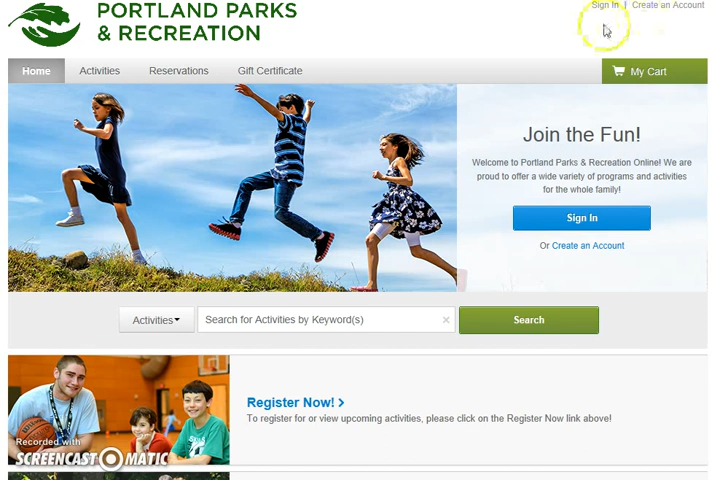 PORTLAND PARKS
& RECREATION
Sign In | Create an Account
Home Activities Reservations Gift Certificate My Cart
Join the Fun!
Welcome to Portland Parks & Recreation Online! We are
proud to offer a wide variety of programs and activities
for the whole family!
Sign In
Or Create an Account
Activities Search for Activities by Keyword(s) × Search
Register Now!
To register for or view upcoming activities, please click on the Register Now link above!
Recorded with
SCREENCAST-O-MATIC